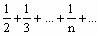 1/2 + 1/3 + ... + 1/n + ...